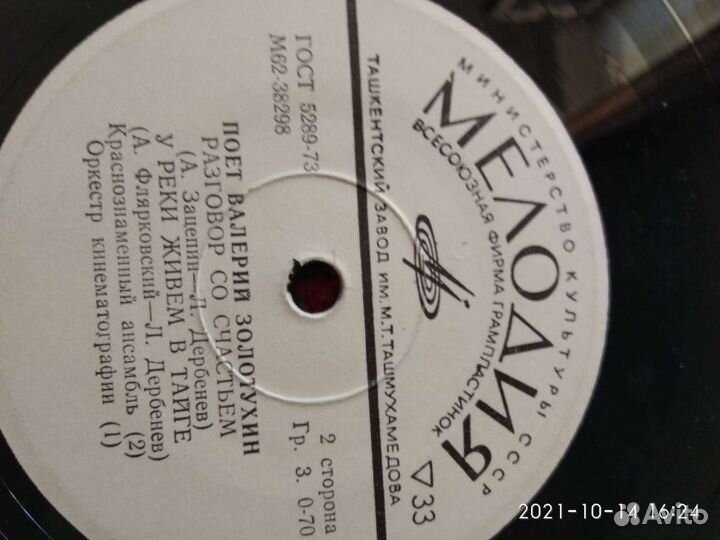 МИНИСТЕРСТВО КУЛЬТУРЫ СССР
МЕЛОДИЯ
ВСЕСОЮЗНАЯ ФИРМА ГРАМПЛАСТИНОК
ТАШКЕНТСКИЙ ЗАВОД ИМ. М.Т.ТАШМУХАМЕДОВА
▽33
ГОСТ 5289-73
М62-38298
2 сторона
Гр. 3. 0-70
ПОЕТ ВАЛЕРИЙ ЗОЛОТУХИН
РАЗГОВОР СО СЧАСТЬЕМ
(А. Зацепин—Л. Дербенев)
У РЕКИ ЖИВЕМ В ТАЙГЕ
(А. Флярковский—Л. Дербенев)
Краснознаменный ансамбль (2)
Оркестр кинематографии (1)
2021-10-14 16:24
Avito